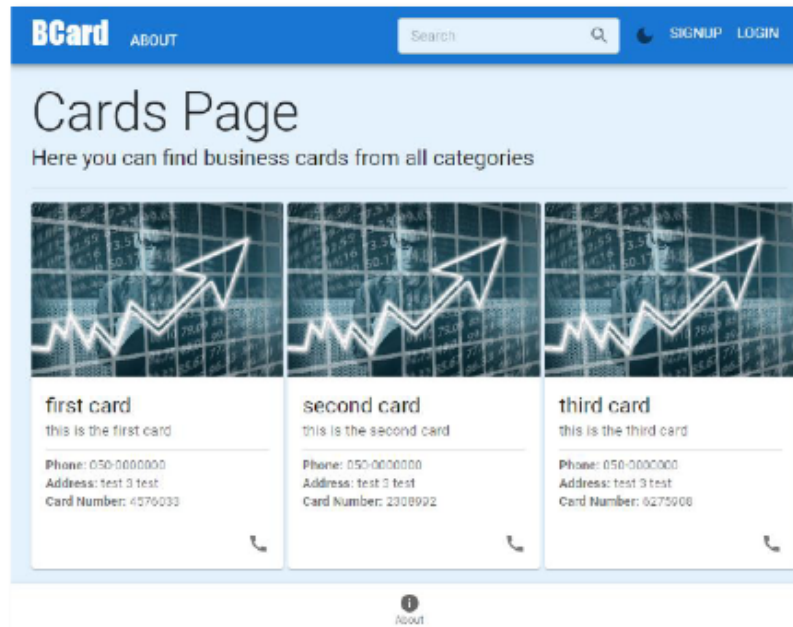 BCard ABOUT Search SIGNUP LOGIN
Cards Page
Here you can find business cards from all categories
first card
this is the first card
Phone: 050-0000000
Address: test 3 test
Card Number: 4576033
second card
this is the second card
Phone: 050-0000000
Address: test 3 test
Card Number: 2308992
third card
this is the third card
Phone: 050-0000000
Address: test 3 test
Card Number: 6275908
About